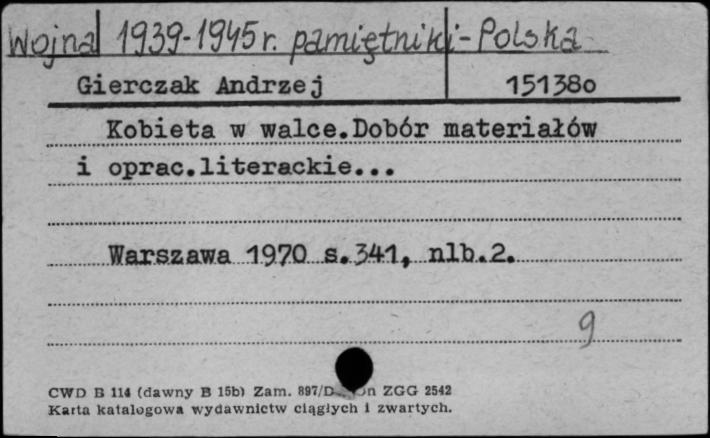 Wojna 1939-1945 r. pamiętniki - Polska
Gierczak Andrzej 151380
Kobieta w walce. Dobór materiałów
i oprac. literackie...
Warszawa 1970 s. 341, nlb. 2.
9
CWD B 114 (dawny B 15b) Zam. 897/D ZGG 2542
Karta katalogowa wydawnictw ciągłych i zwartych.